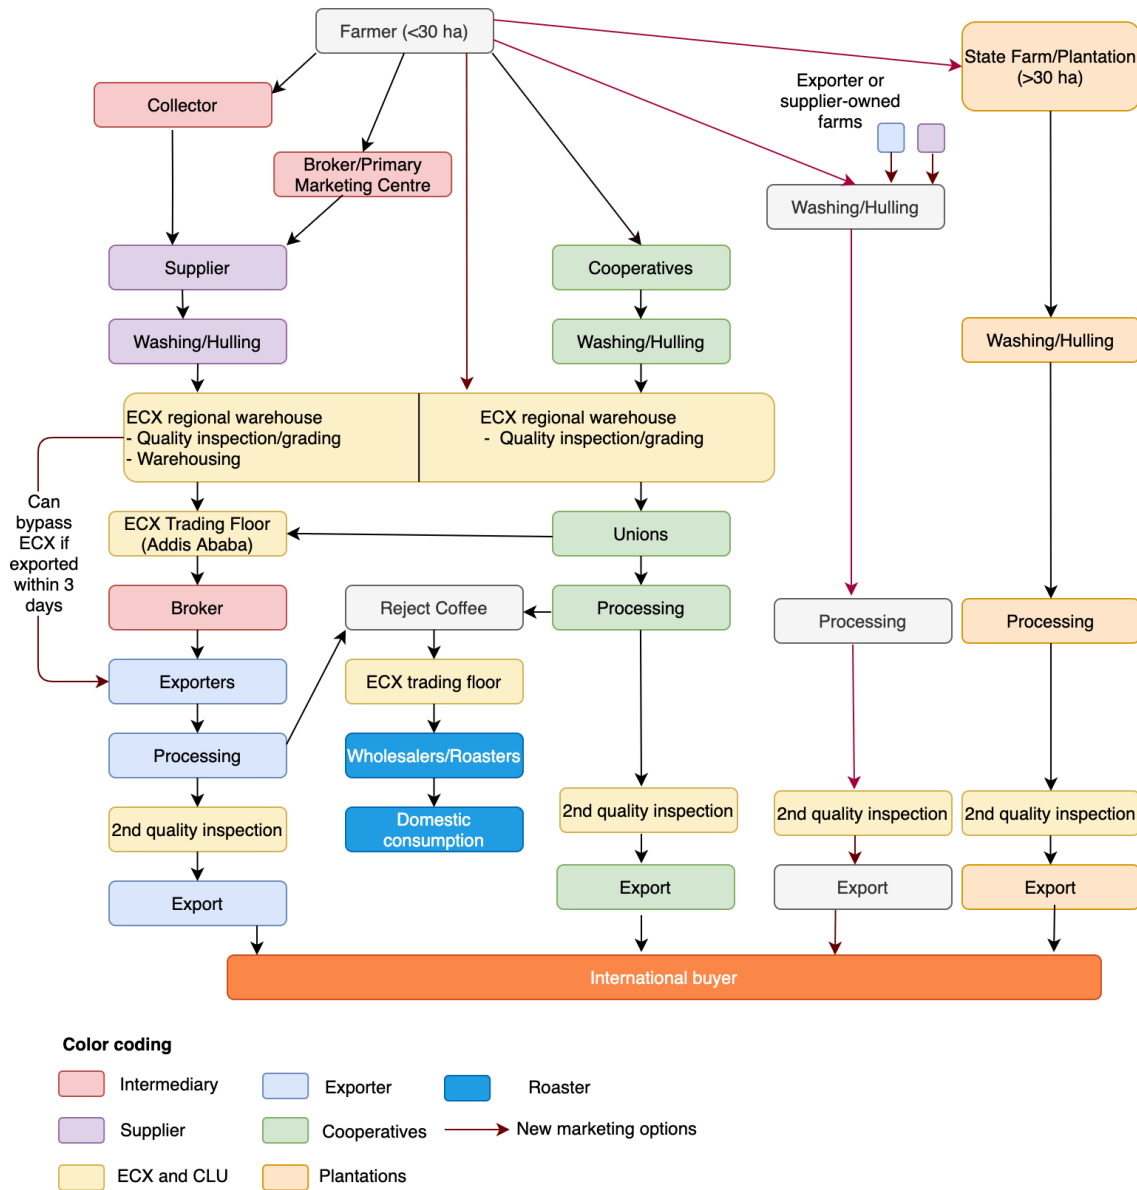 Farmer (<30 ha)
State Farm/Plantation
(>30 ha)
Exporter or
supplier-owned
farms
Collector
Broker/Primary
Marketing Centre
Washing/Hulling
Supplier
Cooperatives
Washing/Hulling
Washing/Hulling
Washing/Hulling
ECX regional warehouse
- Quality inspection/grading
- Warehousing
ECX regional warehouse
- Quality inspection/grading
Can
bypass
ECX if
exported
within 3
days
ECX Trading Floor
(Addis Ababa)
Unions
Broker
Reject Coffee
Processing
Processing
Processing
Exporters
ECX trading floor
Processing
Wholesalers/Roasters
2nd quality inspection
Domestic
consumption
2nd quality inspection
2nd quality inspection
2nd quality inspection
Export
Export
Export
Export
International buyer
Color coding
Intermediary
Exporter
Roaster
Supplier
Cooperatives
New marketing options
ECX and CLU
Plantations